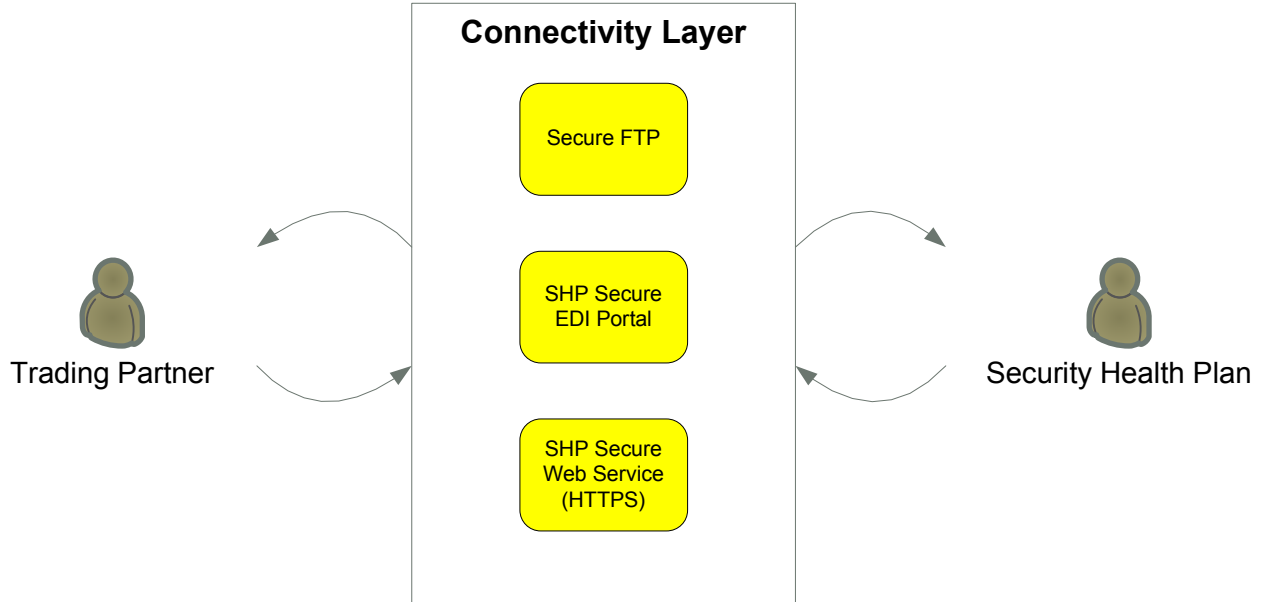 Connectivity Layer
Secure FTP
SHP Secure
EDI Portal
Trading Partner
Security Health Plan
SHP Secure
Web Service
(HTTPS)